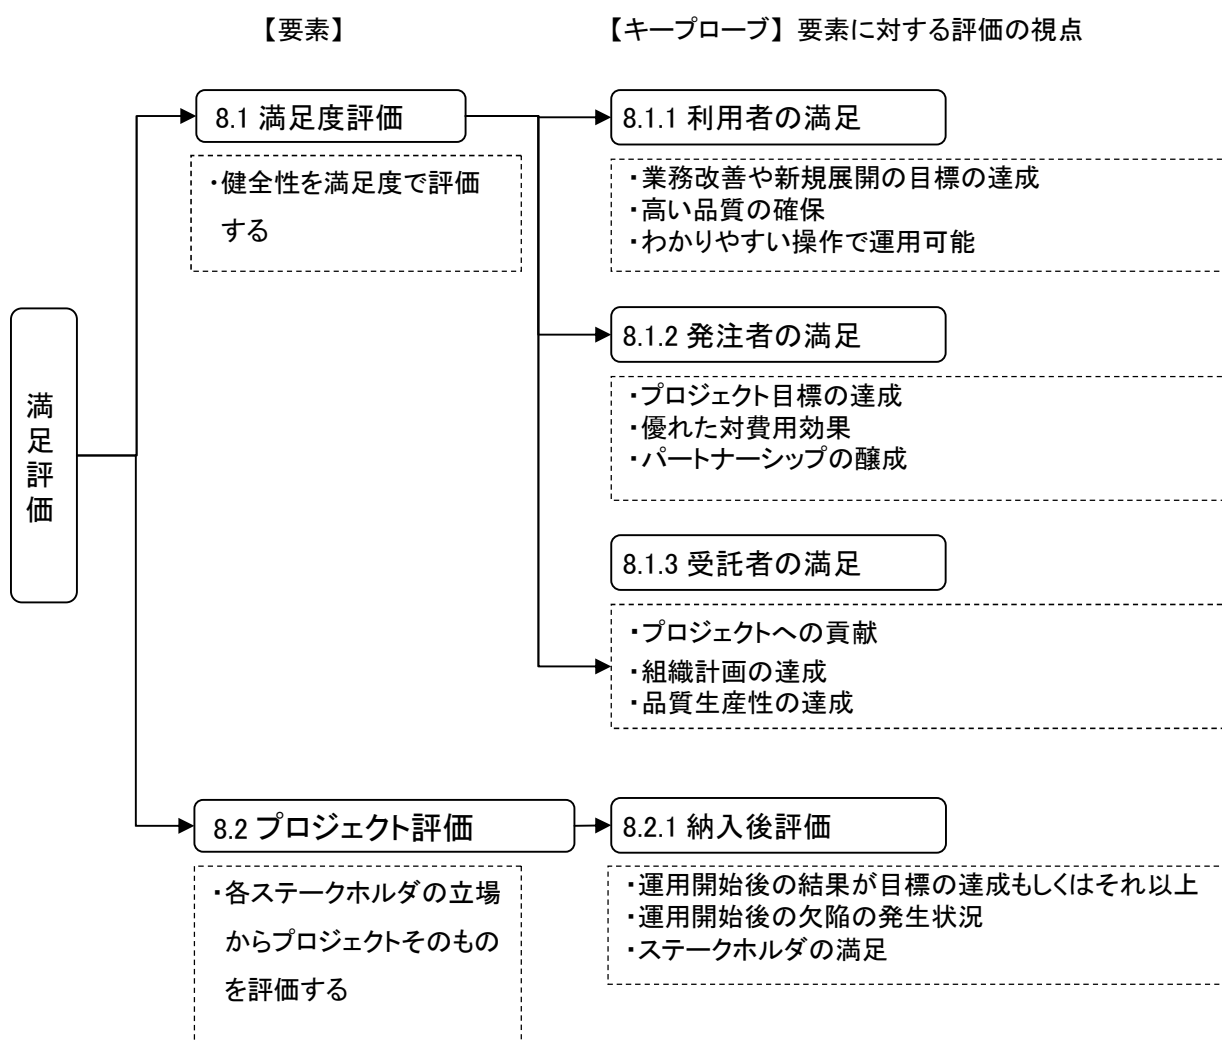 【要素】
【キープローブ】 要素に対する評価の視点
8.1 満足度評価
・健全性を満足度で評価
する
8.1.1 利用者の満足
・業務改善や新規展開の目標の達成
・高い品質の確保
・わかりやすい操作で運用可能
満足評価
8.1.2 発注者の満足
・プロジェクト目標の達成
・優れた対費用効果
・パートナーシップの醸成
8.1.3 受託者の満足
・プロジェクトへの貢献
・組織計画の達成
・品質生産性の達成
8.2 プロジェクト評価
・各ステークホルダの立場
からプロジェクトそのもの
を評価する
8.2.1 納入後評価
・運用開始後の結果が目標の達成もしくはそれ以上
・運用開始後の欠陥の発生状況
・ステークホルダの満足